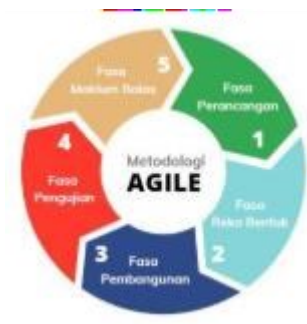 Metodologi
AGILE
1
Fasa
Perancangan
2
Fasa
Reka Bentuk
3
Fasa
Pembangunan
4
Fasa
Pengujian
5
Fasa
Maklum Balas